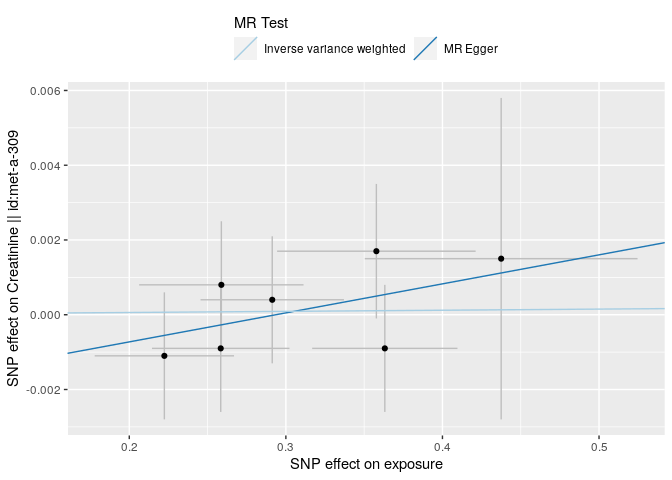 MR Test
Inverse variance weighted
MR Egger
0.006
0.004
0.002
0.000
-0.002
SNP effect on Creatinine || id:met-a-309
0.2
0.3
0.4
0.5
SNP effect on exposure